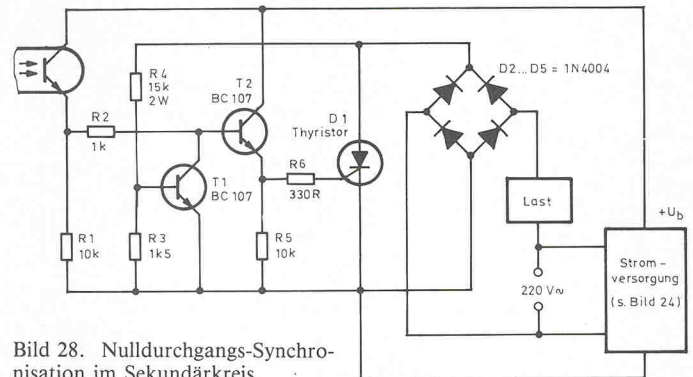 R4
15k
2W
T2
BC 107
D2...D5 = 1N4004
R2
1k
D1
Thyristor
R6
330R
T1
BC 107
Last
+Ub
R1
10k
R3
1k5
R5
10k
220 V~
Strom-
versorgung
(s. Bild 24)
Bild 28. Nulldurchgangs-Synchro-
nisation im Sekundärkreis